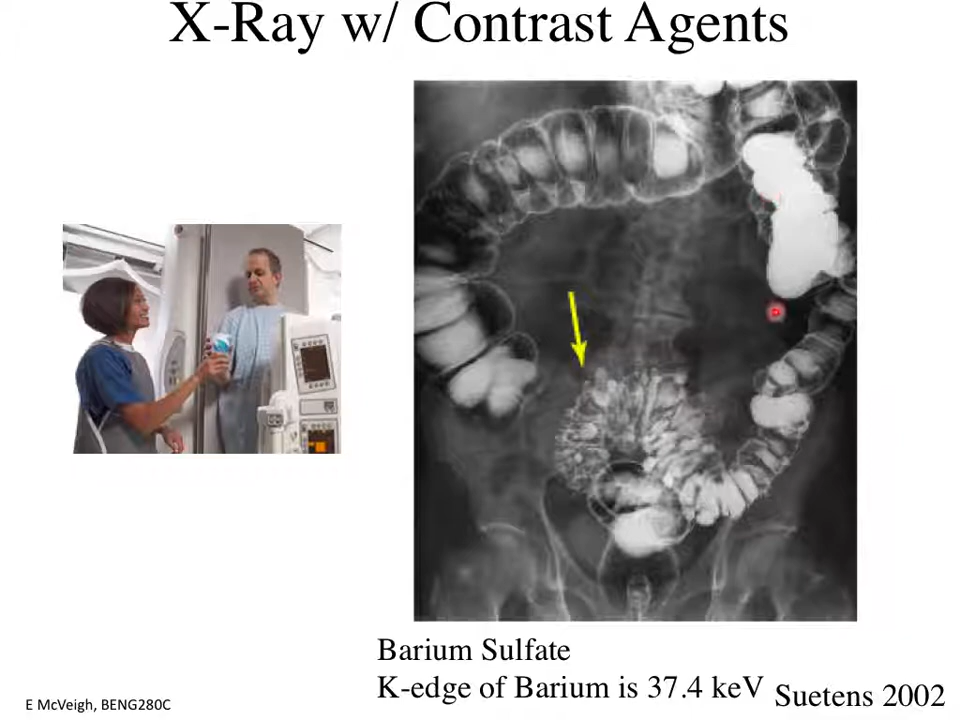 X-Ray w/ Contrast Agents
Barium Sulfate
K-edge of Barium is 37.4 keV
Suetens 2002
E McVeigh, BENG280C